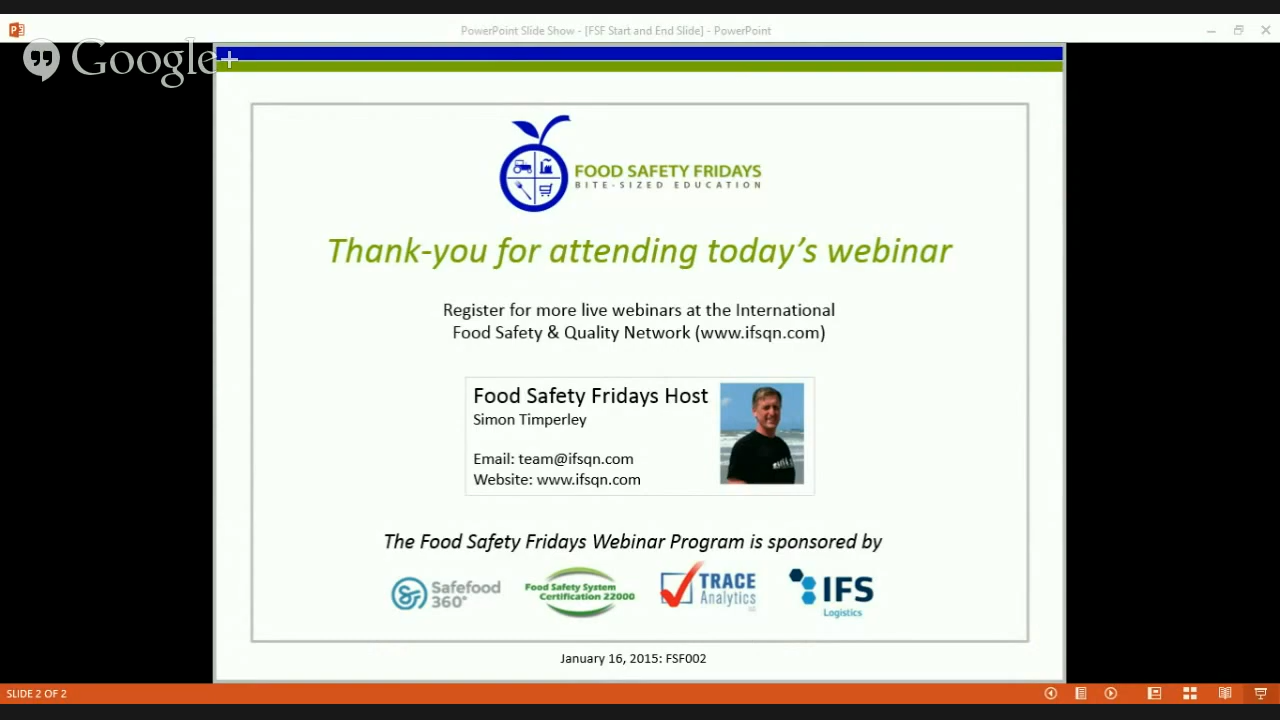 PowerPoint Slide Show - [FSF Start and End Slide] - PowerPoint
Google+
FOOD SAFETY FRIDAYS
BITE-SIZED EDUCATION
Thank-you for attending today's webinar
Register for more live webinars at the International
Food Safety & Quality Network (www.ifsqn.com)
Food Safety Fridays Host
Simon Timperley
Email: team@ifsqn.com
Website: www.ifsqn.com
The Food Safety Fridays Webinar Program is sponsored by
Safefood
360°
Food Safety System
Certification 22000
TRACE
Analytics
IFS
Logistics
January 16, 2015: FSF002
SLIDE 2 OF 2